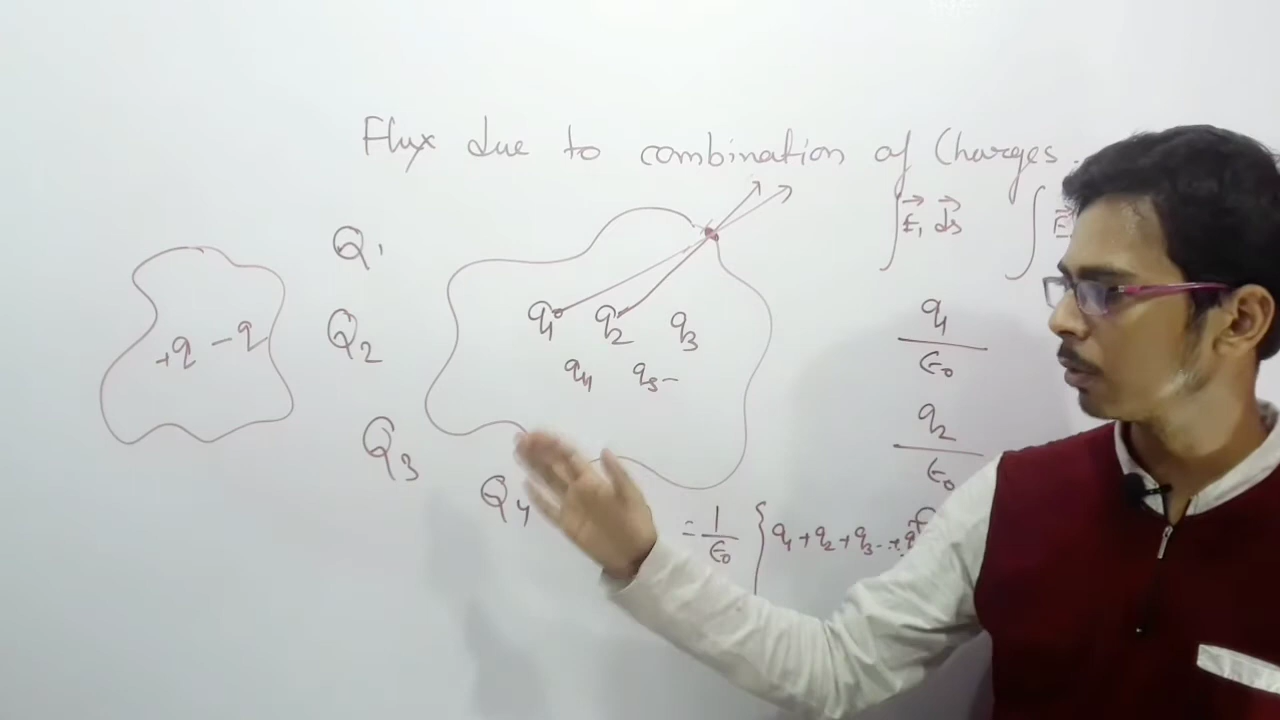 Flux due to combination of Charges.
Q1
∫ E⃗1 ds⃗ ∫ E⃗
+q -q
Q2
q1 q2 q3
q4 q5-
q1/ε0
Q3
q2/ε0
Q4
= 1/ε0 { q1 + q2 + q3 ... +